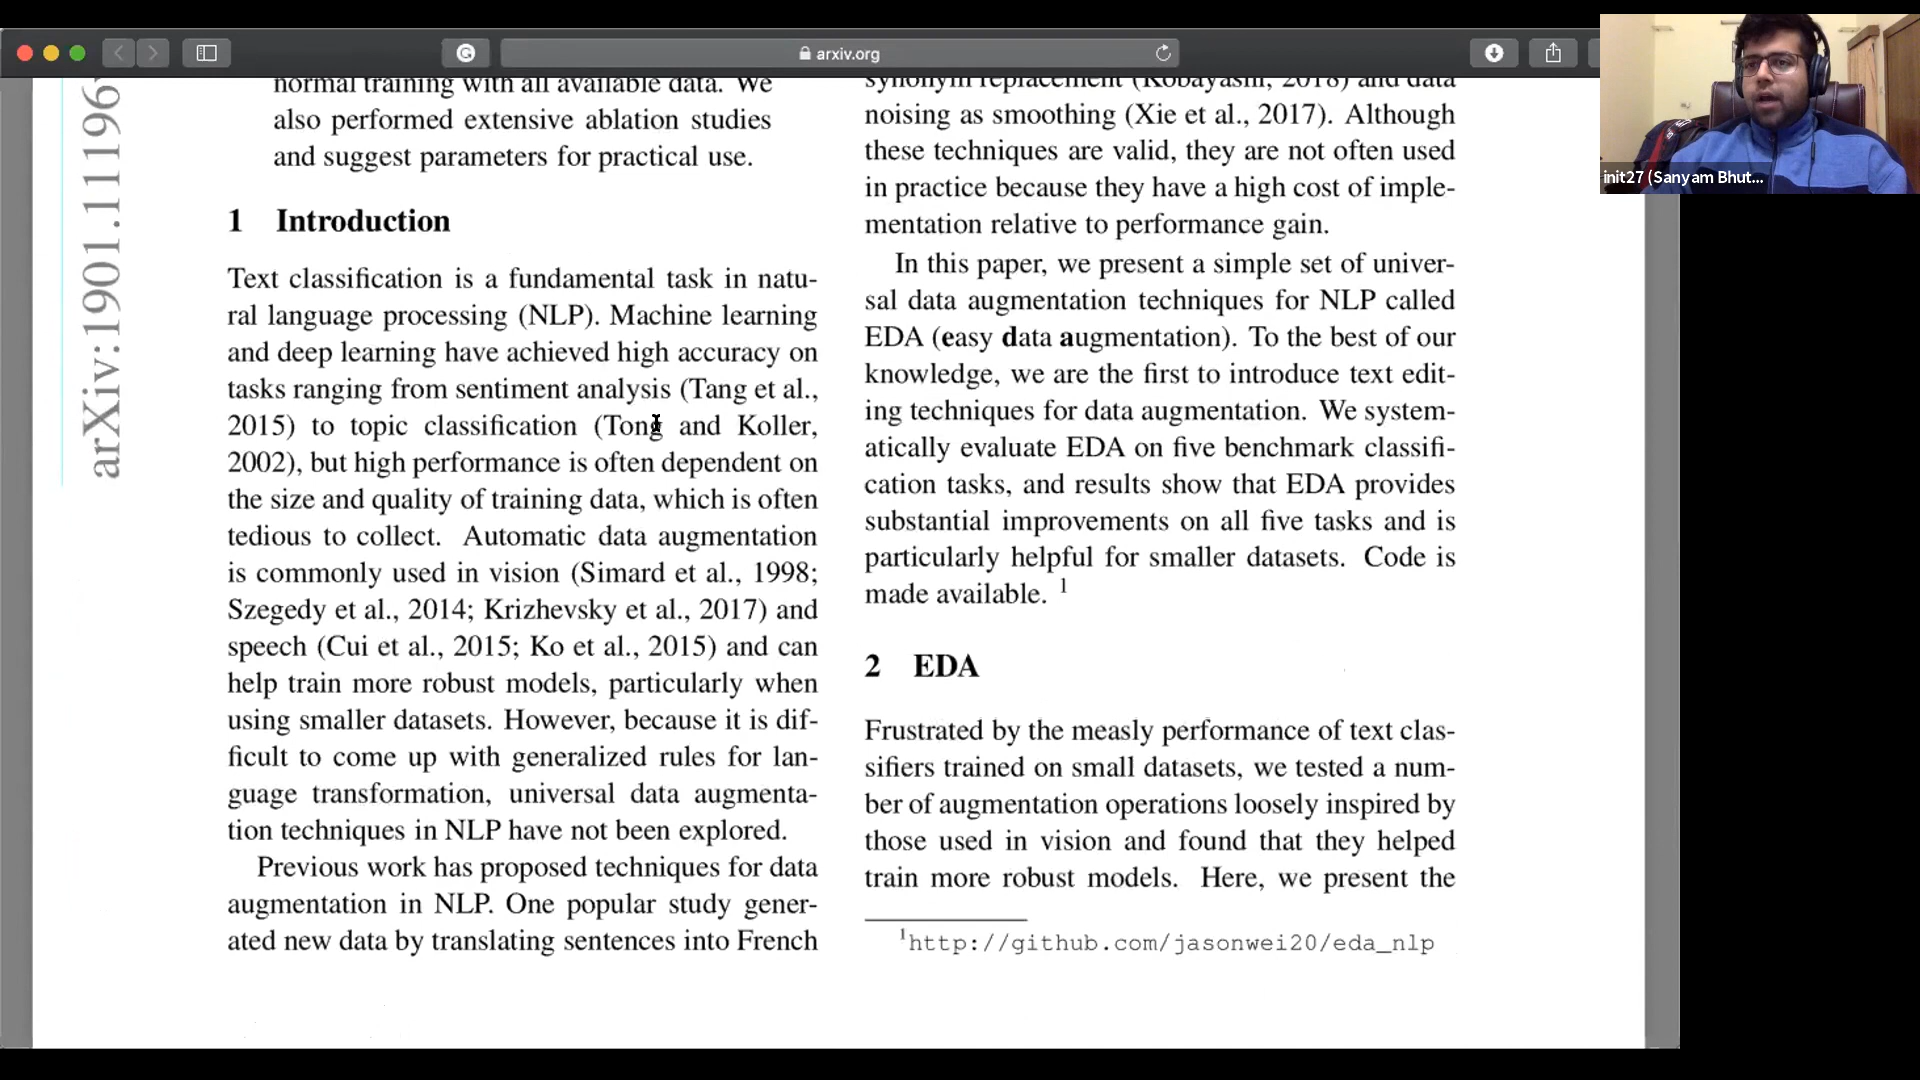 arxiv.org
init27 (Sanyam Bhut...
arXiv:1901.11196
normal training with all available data. We
also performed extensive ablation studies
and suggest parameters for practical use.
1 Introduction
Text classification is a fundamental task in natu-
ral language processing (NLP). Machine learning
and deep learning have achieved high accuracy on
tasks ranging from sentiment analysis (Tang et al.,
2015) to topic classification (Tong and Koller,
2002), but high performance is often dependent on
the size and quality of training data, which is often
tedious to collect. Automatic data augmentation
is commonly used in vision (Simard et al., 1998;
Szegedy et al., 2014; Krizhevsky et al., 2017) and
speech (Cui et al., 2015; Ko et al., 2015) and can
help train more robust models, particularly when
using smaller datasets. However, because it is dif-
ficult to come up with generalized rules for lan-
guage transformation, universal data augmenta-
tion techniques in NLP have not been explored.
Previous work has proposed techniques for data
augmentation in NLP. One popular study gener-
ated new data by translating sentences into French
synonym replacement (Kobayashi, 2018) and data
noising as smoothing (Xie et al., 2017). Although
these techniques are valid, they are not often used
in practice because they have a high cost of imple-
mentation relative to performance gain.
In this paper, we present a simple set of univer-
sal data augmentation techniques for NLP called
EDA (easy data augmentation). To the best of our
knowledge, we are the first to introduce text edit-
ing techniques for data augmentation. We system-
atically evaluate EDA on five benchmark classifi-
cation tasks, and results show that EDA provides
substantial improvements on all five tasks and is
particularly helpful for smaller datasets. Code is
made available. 1
2 EDA
Frustrated by the measly performance of text clas-
sifiers trained on small datasets, we tested a num-
ber of augmentation operations loosely inspired by
those used in vision and found that they helped
train more robust models. Here, we present the
1http://github.com/jasonwei20/eda_nlp